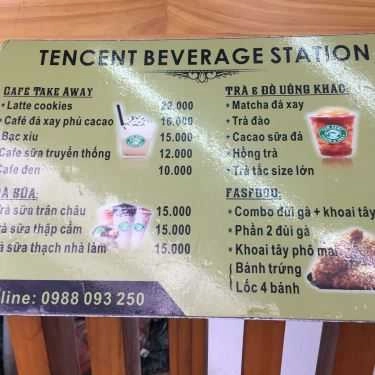 TENCENT BEVERAGE STATION
CAFE TAKE AWAY
• Latte cookies 22.000
• Café đá xay phủ cacao 16.000
Bạc xíu 15.000
Cafe sữa truyền thống 12.000
Cafe đen 10.000
SỮA:
sữa trân châu 15.000
sữa thập cẩm 15.000
sữa thạch nhà làm 15.000
TRÀ & ĐỒ UỐNG KHÁC:
• Matcha đá xay
• Trà đào
• Cacao sữa đá
• Hồng trà
• Trà tắc size lớn
FASFOOD:
• Combo đùi gà + khoai tây
• Phần 2 đùi gà
• Khoai tây phô mai
( Bánh trứng
( Lốc 4 bánh
line: 0988 093 250